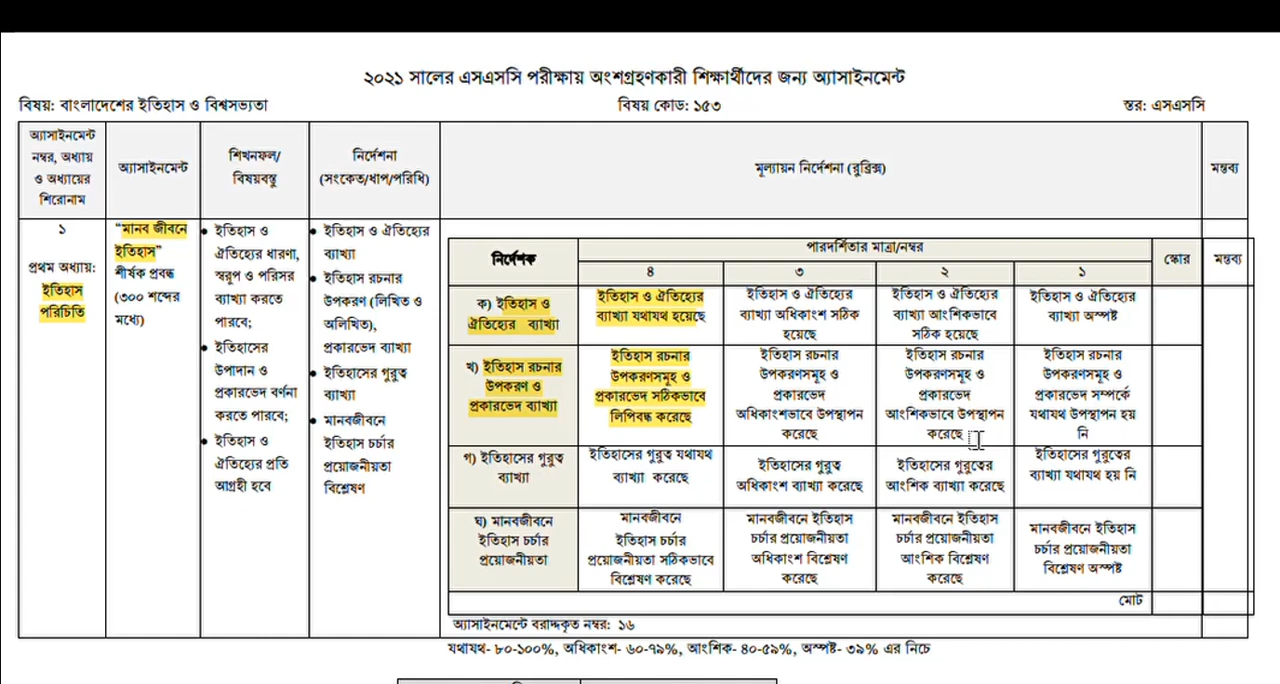 ২০২১ সালের এসএসসি পরীক্ষায় অংশগ্রহণকারী শিক্ষার্থীদের জন্য অ্যাসাইনমেন্ট
বিষয়: বাংলাদেশের ইতিহাস ও বিশ্বসভ্যতা
বিষয় কোড: ১৫৩
স্তর: এসএসসি
অ্যাসাইনমেন্ট
নম্বর, অধ্যায়
ও অধ্যায়ের
শিরোনাম
অ্যাসাইনমেন্ট
শিখনফল/
বিষয়বস্তু
নির্দেশনা
(সংকেত/ধাপ/পরিধি)
মূল্যায়ন নির্দেশনা (রুব্রিক্স)
মন্তব্য
১
প্রথম অধ্যায়:
ইতিহাস
পরিচিতি
“মানব জীবনে
ইতিহাস”
শীর্ষক প্রবন্ধ
(৩০০ শব্দের
মধ্যে)
ইতিহাস ও
ঐতিহ্যের ধারণা,
স্বরূপ ও পরিসর
ব্যাখ্যা করতে
পারবে;
ইতিহাসের
উপাদান ও
প্রকারভেদ বর্ণনা
করতে পারবে;
ইতিহাস ও
ঐতিহ্যের প্রতি
আগ্রহী হবে
ইতিহাস ও ঐতিহ্যের
ব্যাখ্যা
ইতিহাস রচনার
উপকরণ (লিখিত ও
অলিখিত),
প্রকারভেদ ব্যাখ্যা
ইতিহাসের গুরুত্ব
ব্যাখ্যা
মানবজীবনে
ইতিহাস চর্চার
প্রয়োজনীয়তা
বিশ্লেষণ
নির্দেশক
পারদর্শিতার মাত্রা/নম্বর
স্কোর
মন্তব্য
৪
৩
২
১
ক) ইতিহাস ও
ঐতিহ্যের ব্যাখ্যা
ইতিহাস ও ঐতিহ্যের
ব্যাখ্যা যথাযথ হয়েছে
ইতিহাস ও ঐতিহ্যের
ব্যাখ্যা অধিকাংশ সঠিক
হয়েছে
ইতিহাস ও ঐতিহ্যের
ব্যাখ্যা আংশিকভাবে
সঠিক হয়েছে
ইতিহাস ও ঐতিহ্যের
ব্যাখ্যা অস্পষ্ট
খ) ইতিহাস রচনার
উপকরণ ও
প্রকারভেদ ব্যাখ্যা
ইতিহাস রচনার
উপকরণসমূহ ও
প্রকারভেদ সঠিকভাবে
লিপিবদ্ধ করেছে
ইতিহাস রচনার
উপকরণসমূহ ও
প্রকারভেদ
অধিকাংশভাবে উপস্থাপন
করেছে
ইতিহাস রচনার
উপকরণসমূহ ও
প্রকারভেদ
আংশিকভাবে উপস্থাপন
করেছে
ইতিহাস রচনার
উপকরণসমূহ ও
প্রকারভেদ সম্পর্কে
যথাযথ উপস্থাপন হয়
নি
গ) ইতিহাসের গুরুত্ব
ব্যাখ্যা
ইতিহাসের গুরুত্ব যথাযথ
ব্যাখ্যা করেছে
ইতিহাসের গুরুত্ব
অধিকাংশ ব্যাখ্যা করেছে
ইতিহাসের গুরুত্বের
আংশিক ব্যাখ্যা করেছে
ইতিহাসের গুরুত্বের
ব্যাখ্যা যথাযথ হয় নি
ঘ) মানবজীবনে
ইতিহাস চর্চার
প্রয়োজনীয়তা
মানবজীবনে
ইতিহাস চর্চার
প্রয়োজনীয়তা সঠিকভাবে
বিশ্লেষণ করেছে
মানবজীবনে ইতিহাস
চর্চার প্রয়োজনীয়তা
অধিকাংশ বিশ্লেষণ
করেছে
মানবজীবনে ইতিহাস
চর্চার প্রয়োজনীয়তা
আংশিক বিশ্লেষণ
করেছে
মানবজীবনে ইতিহাস
চর্চার প্রয়োজনীয়তা
বিশ্লেষণ অস্পষ্ট
মোট
অ্যাসাইনমেন্টে বরাদ্দকৃত নম্বর: ১৬
যথাযথ- ৮০-১০০%, অধিকাংশ- ৬০-৭৯%, আংশিক- ৪০-৫৯%, অস্পষ্ট- ৩৯% এর নিচে